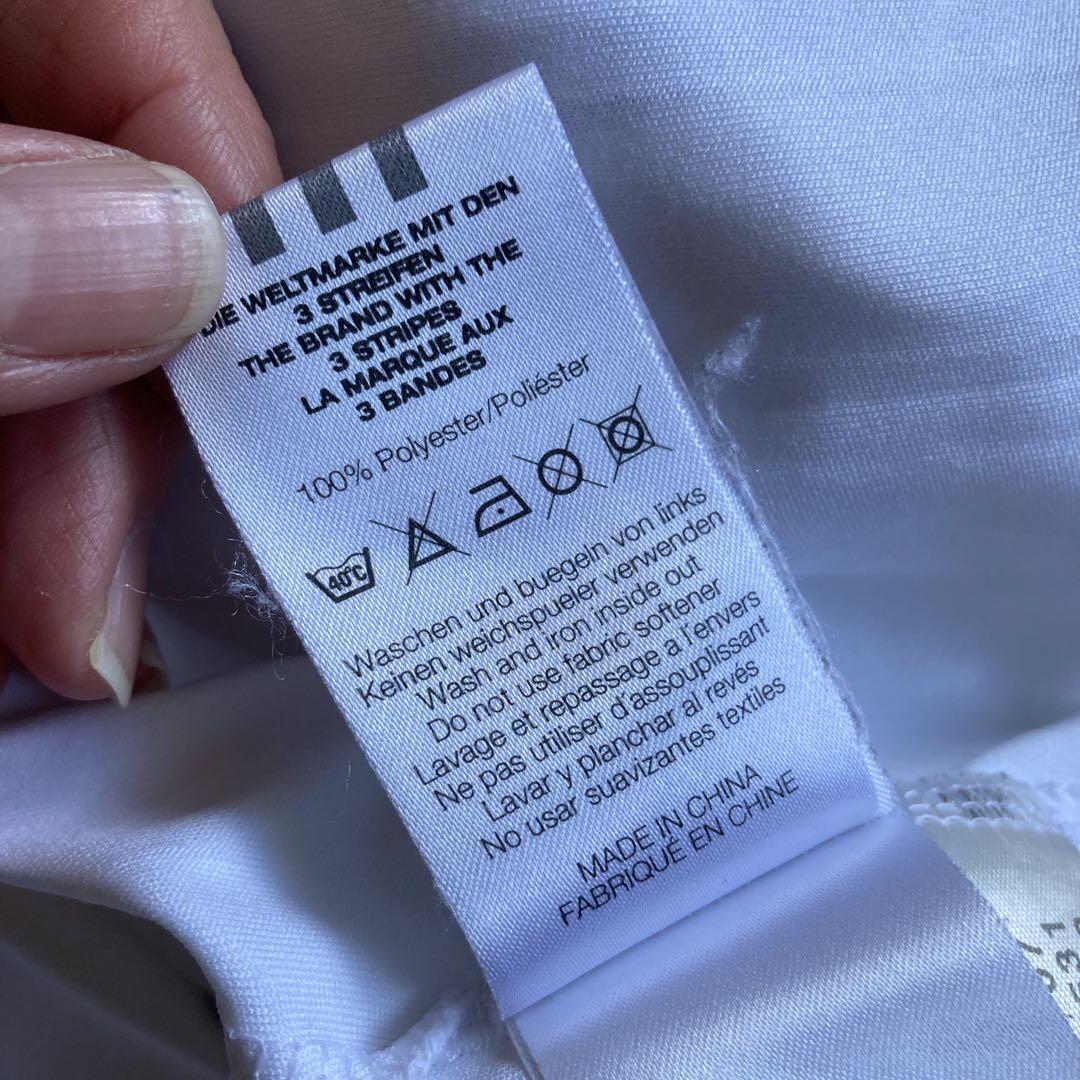 DIE WELTMARKE MIT DEN
3 STREIFEN
THE BRAND WITH THE
3 STRIPES
LA MARQUE AUX
3 BANDES
100% Polyester/Poliéster
40°C
Waschen und buegeln von links
Keinen weichspueler verwenden
Wash and iron inside out
Do not use fabric softener
Lavage et repassage a l'envers
Ne pas utiliser d'assouplissant
Lavar y planchar al revés
No usar suavizantes textiles
MADE IN CHINA
FABRIQUÉ EN CHINE